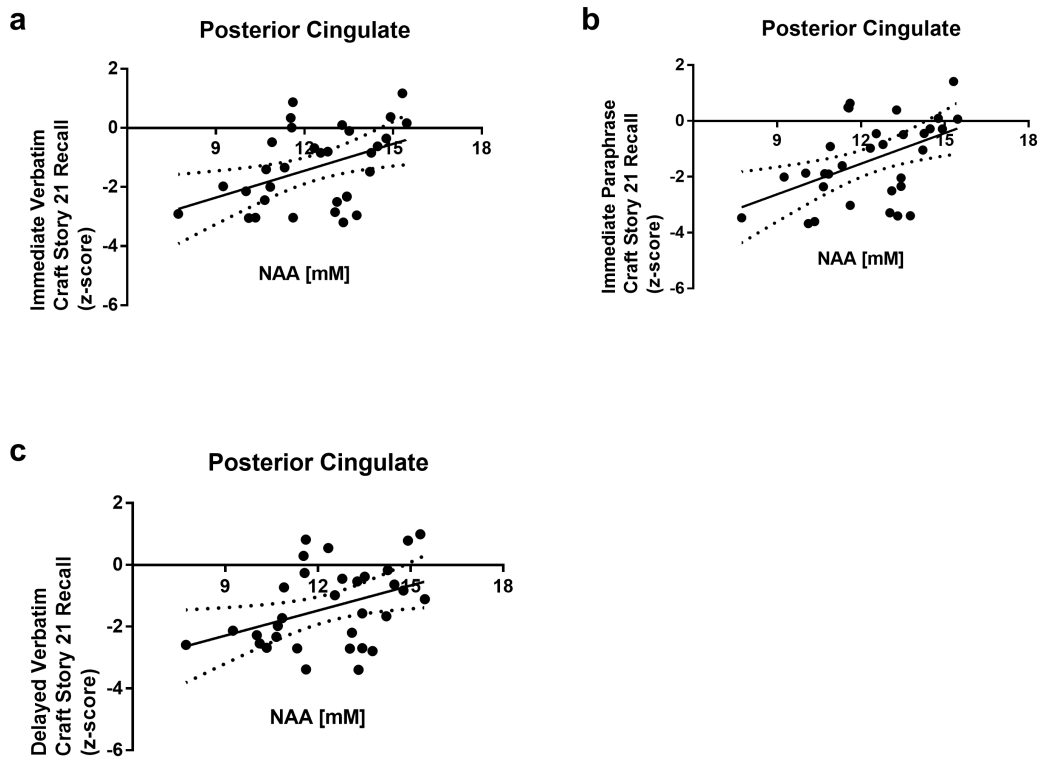 a
Posterior Cingulate
Immediate Verbatim
Craft Story 21 Recall
(z-score)
2
0
-2
-4
-6
9
12
15
18
NAA [mM]
b
Posterior Cingulate
Immediate Paraphrase
Craft Story 21 Recall
(z-score)
2
0
-2
-4
-6
9
12
15
18
NAA [mM]
c
Posterior Cingulate
Delayed Verbatim
Craft Story 21 Recall
(z-score)
2
0
-2
-4
-6
9
12
15
18
NAA [mM]